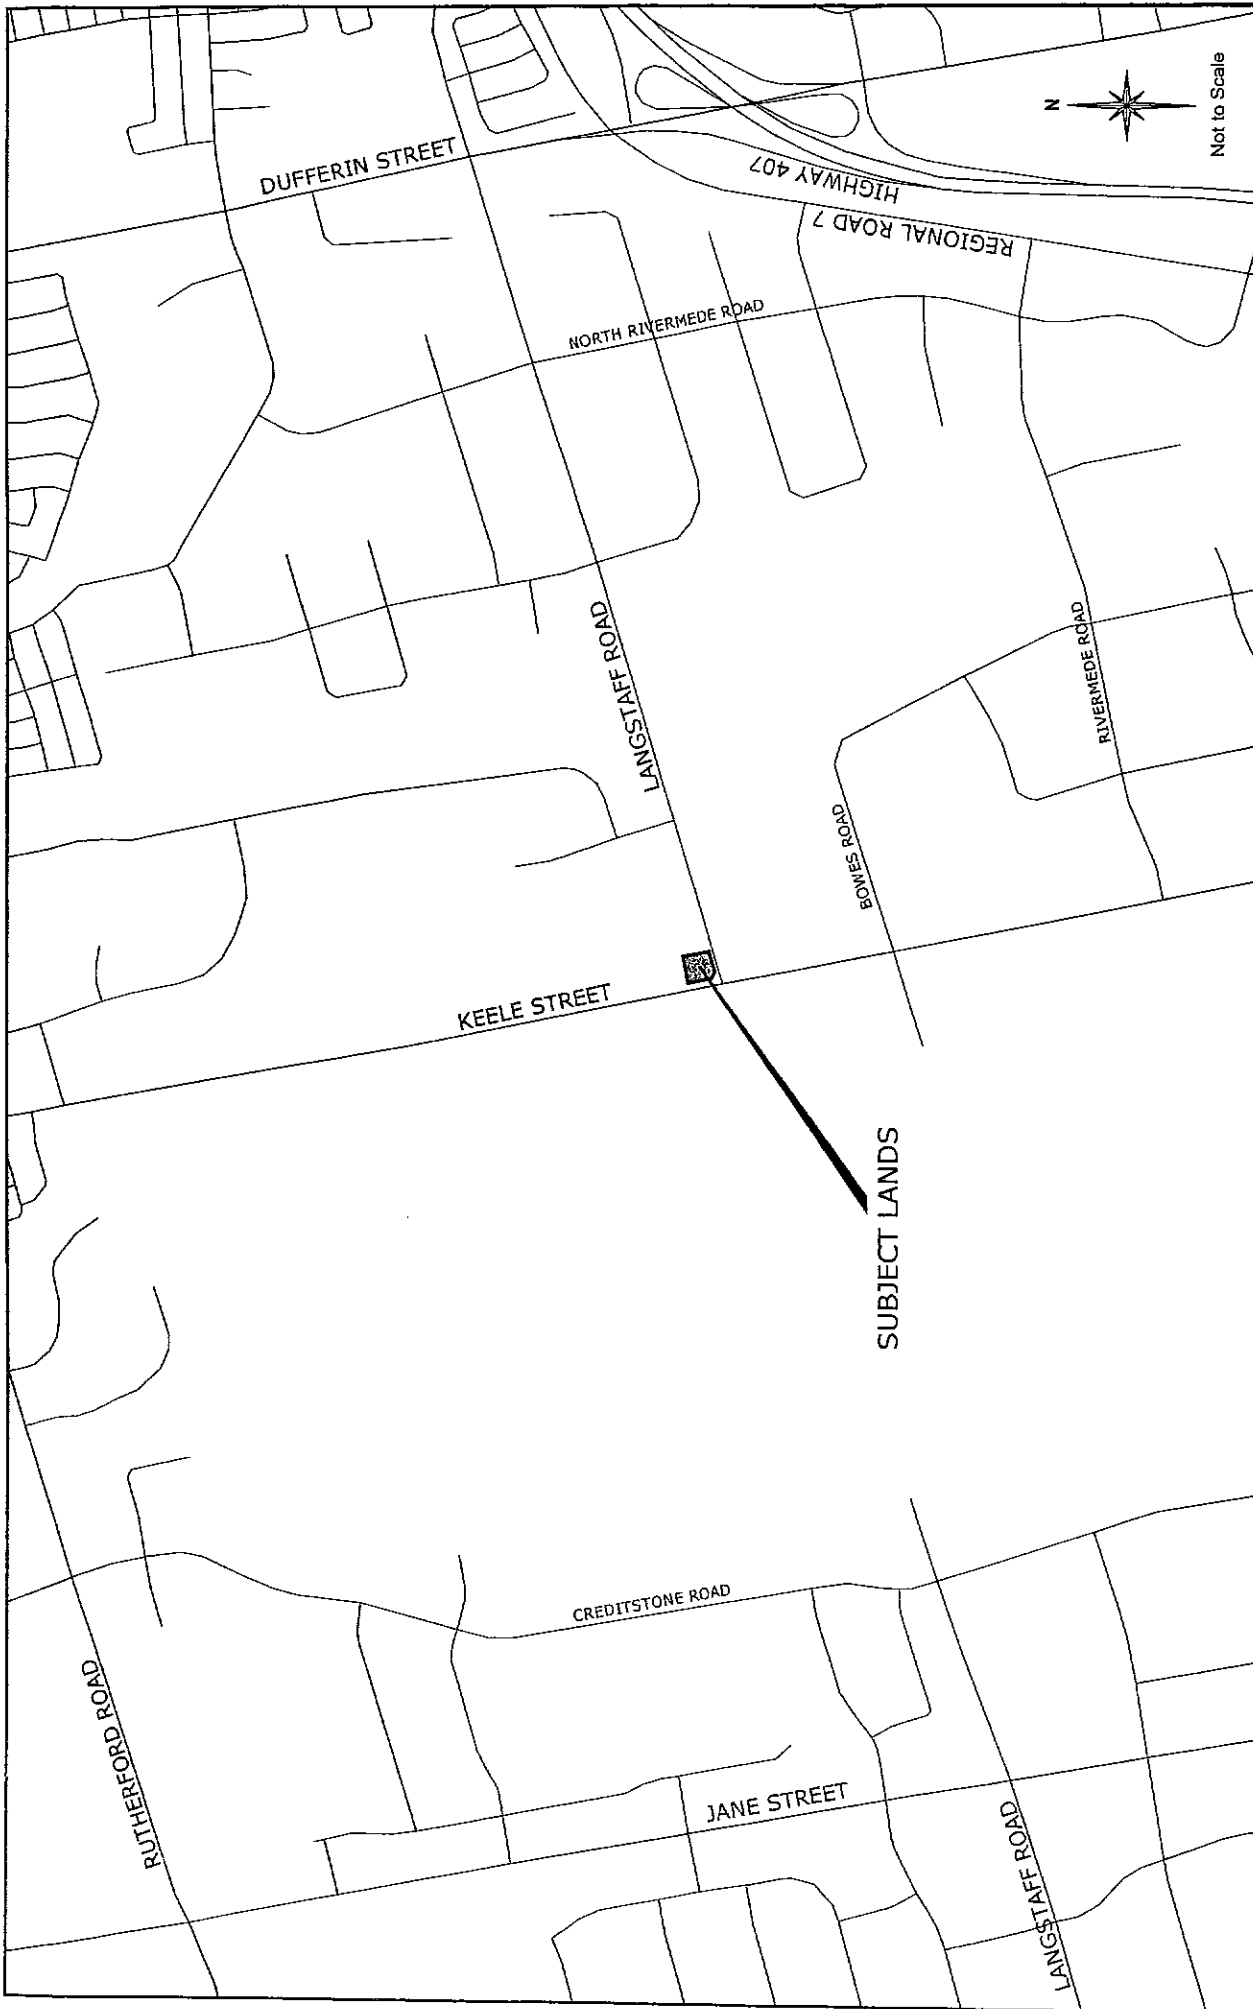 DUFFERIN STREET
HIGHWAY 407
REGIONAL ROAD 7
N
Not to Scale
NORTH RIVERMEDE ROAD
LANGSTAFF ROAD
RIVERMEDE ROAD
BOWES ROAD
KEELE STREET
SUBJECT LANDS
CREDITSTONE ROAD
RUTHERFORD ROAD
JANE STREET
LANGSTAFF ROAD